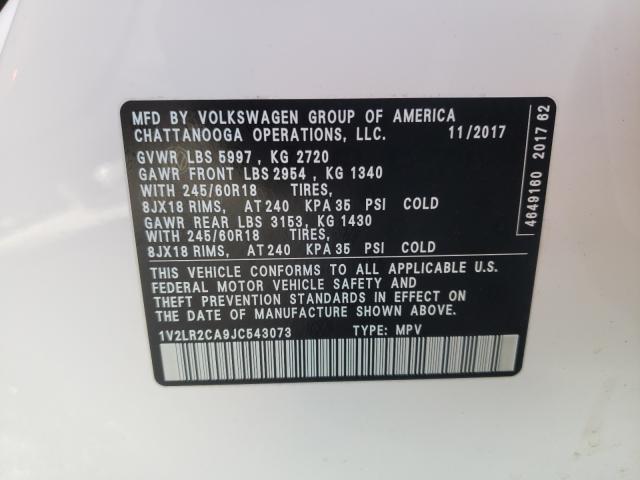 MFD BY VOLKSWAGEN GROUP OF AMERICA
CHATTANOOGA OPERATIONS, LLC. 11/2017
GVWR LBS 5997 , KG 2720
GAWR FRONT LBS 2954 , KG 1340
WITH 245/60R18 TIRES,
8JX18 RIMS, AT 240 KPA 35 PSI COLD
GAWR REAR LBS 3153, KG 1430
WITH 245/60R18 TIRES,
8JX18 RIMS, AT 240 KPA 35 PSI COLD
THIS VEHICLE CONFORMS TO ALL APPLICABLE U.S.
FEDERAL MOTOR VEHICLE SAFETY AND
THEFT PREVENTION STANDARDS IN EFFECT ON
THE DATE OF MANUFACTURE SHOWN ABOVE.
1V2LR2CA9JC543073 TYPE: MPV
4649160 2017 62